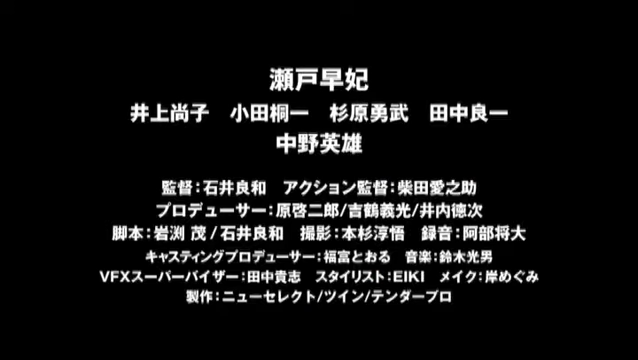 瀬戸早妃
井上尚子　小田桐一　杉原勇武　田中良一
中野英雄
監督:石井良和　アクション監督:柴田愛之助
プロデューサー:原啓二郎/吉鶴義光/井内徳次
脚本:岩渕 茂/石井良和　撮影:本杉淳悟　録音:阿部将大
キャスティングプロデューサー:福富とおる　音楽:鈴木光男
VFXスーパーバイザー:田中貴志　スタイリスト:EIKI　メイク:岸めぐみ
製作:ニューセレクト/ツイン/テンダープロ